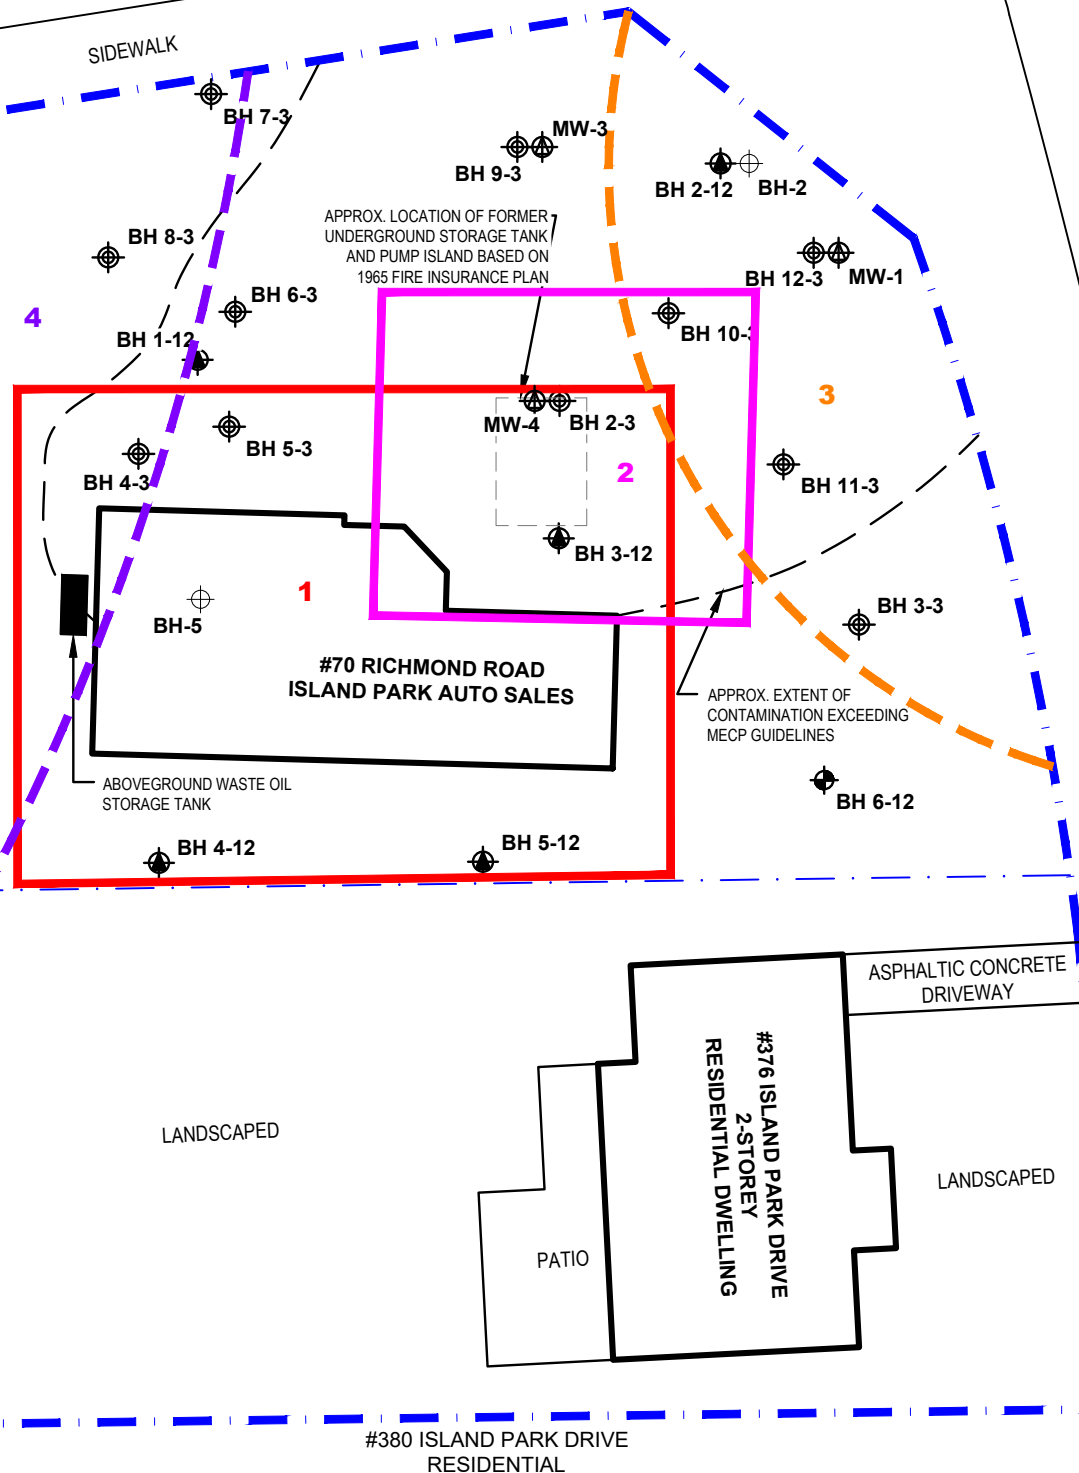 SIDEWALK
BH 7-3
MW-3
BH 9-3
BH 2-12
BH-2
APPROX. LOCATION OF FORMER
UNDERGROUND STORAGE TANK
AND PUMP ISLAND BASED ON
1965 FIRE INSURANCE PLAN
BH 8-3
BH 12-3
MW-1
BH 6-3
4
BH 1-12
BH 10-3
3
MW-4
BH 2-3
BH 5-3
BH 4-3
2
BH 11-3
BH 3-12
1
BH-5
BH 3-3
#70 RICHMOND ROAD
ISLAND PARK AUTO SALES
APPROX. EXTENT OF
CONTAMINATION EXCEEDING
MECP GUIDELINES
ABOVEGROUND WASTE OIL
STORAGE TANK
BH 6-12
BH 4-12
BH 5-12
ASPHALTIC CONCRETE
DRIVEWAY
#376 ISLAND PARK DRIVE
2-STOREY
RESIDENTIAL DWELLING
LANDSCAPED
LANDSCAPED
PATIO
#380 ISLAND PARK DRIVE
RESIDENTIAL